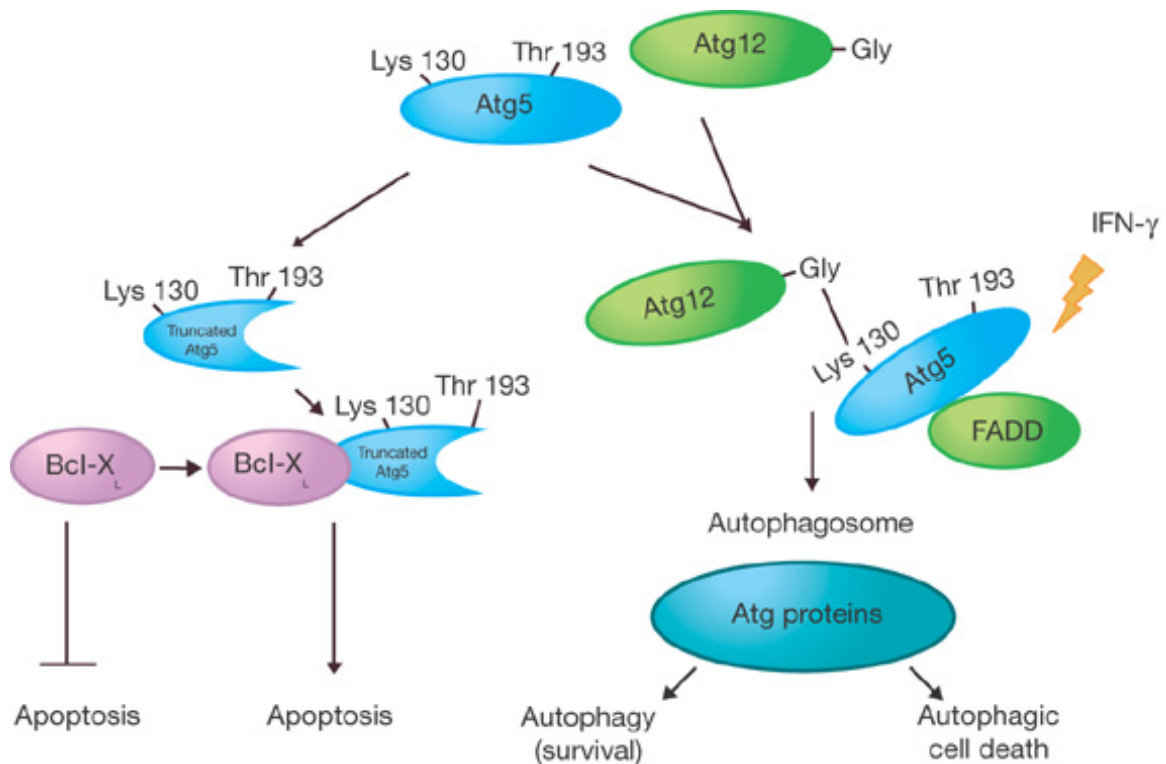 Lys 130
Thr 193
Atg5
Atg12
Gly
IFN-γ
Lys 130
Thr 193
Truncated
Atg5
Atg12
Gly
Thr 193
Lys 130
Atg5
FADD
Bcl-X
L
Bcl-X
L
Lys 130
Thr 193
Truncated
Atg5
Autophagosome
Atg proteins
Apoptosis
Apoptosis
Autophagy
(survival)
Autophagic
cell death